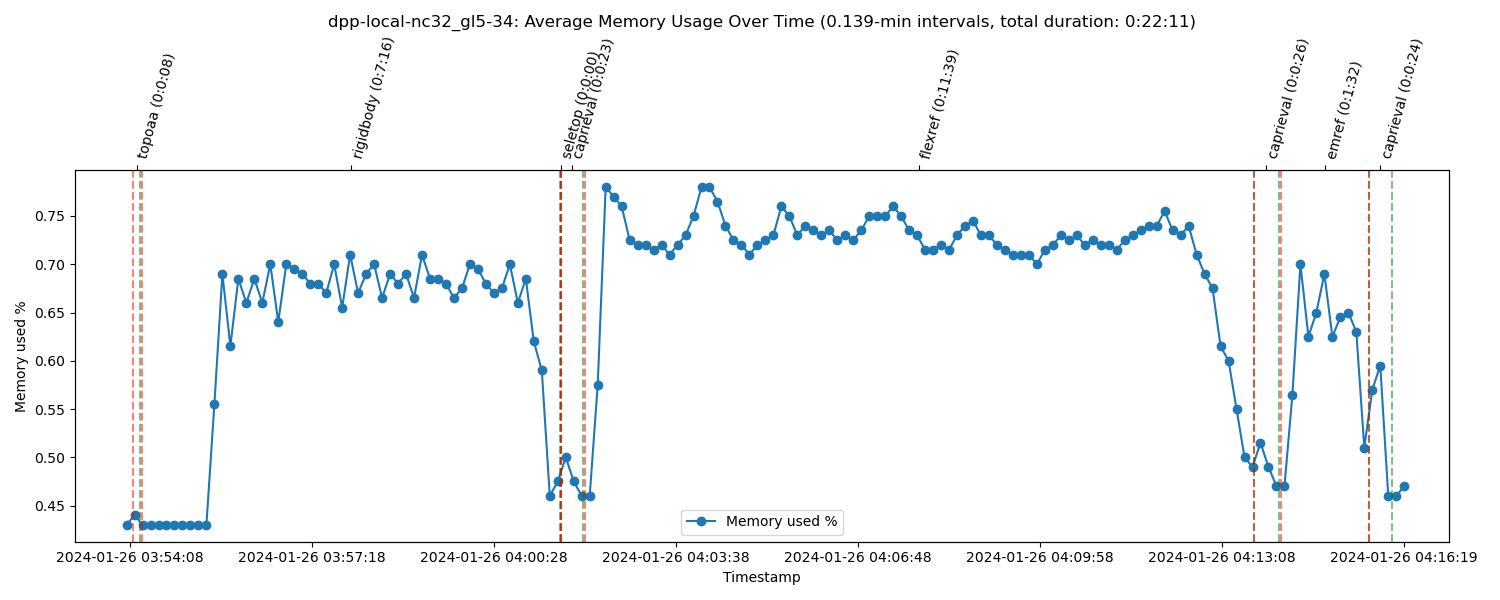 dpp-local-nc32_gl5-34: Average Memory Usage Over Time (0.139-min intervals, total duration: 0:22:11)
topoaa (0:0:08)
rigidbody (0:7:16)
seletop (0:0:00)
caprieval (0:0:23)
flexref (0:11:39)
caprieval (0:0:26)
emref (0:1:32)
caprieval (0:0:24)
Memory used %
0.75
0.70
0.65
0.60
0.55
0.50
0.45
Memory used %
2024-01-26 03:54:08
2024-01-26 03:57:18
2024-01-26 04:00:28
2024-01-26 04:03:38
2024-01-26 04:06:48
2024-01-26 04:09:58
2024-01-26 04:13:08
2024-01-26 04:16:19
Timestamp